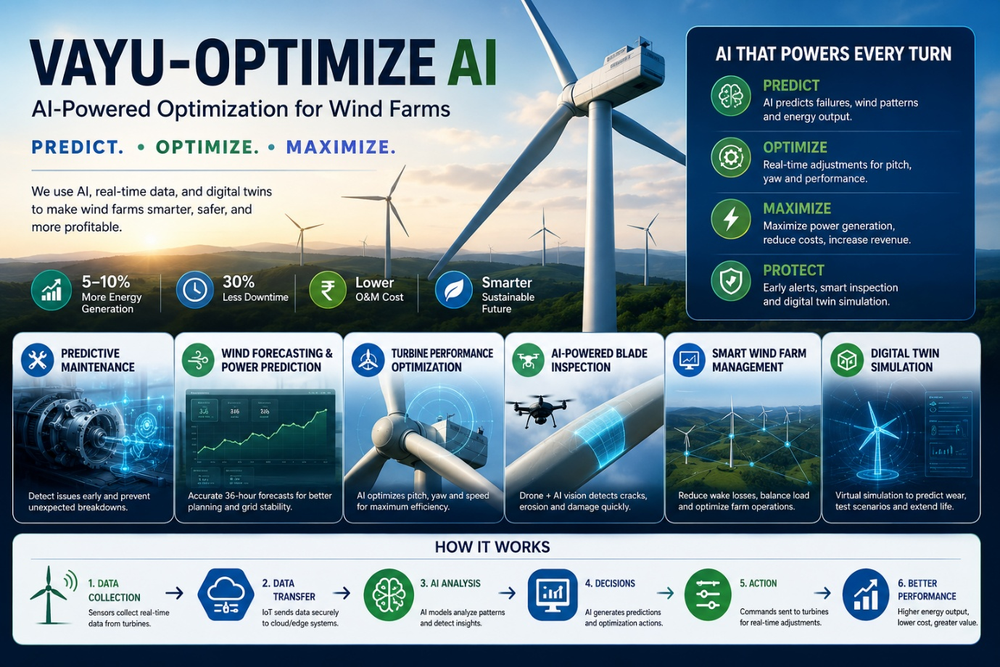 VAYU-OPTIMIZE AI
AI-Powered Optimization for Wind Farms
PREDICT. • OPTIMIZE. • MAXIMIZE.
We use AI, real-time data, and digital twins
to make wind farms smarter, safer, and
more profitable.
5–10%
More Energy
Generation
30%
Less Downtime
₹
Lower
O&M Cost
Smarter
Sustainable
Future
AI THAT POWERS EVERY TURN
PREDICT
AI predicts failures, wind patterns
and energy output.
OPTIMIZE
Real-time adjustments for pitch,
yaw and performance.
MAXIMIZE
Maximize power generation,
reduce costs, increase revenue.
PROTECT
Early alerts, smart inspection
and digital twin simulation.
PREDICTIVE
MAINTENANCE
Detect issues early and prevent
unexpected breakdowns.
WIND FORECASTING &
POWER PREDICTION
Accurate 36-hour forecasts for better
planning and grid stability.
TURBINE PERFORMANCE
OPTIMIZATION
AI optimizes pitch, yaw and speed
for maximum efficiency.
AI-POWERED BLADE
INSPECTION
Drone + AI vision detects cracks,
erosion and damage quickly.
SMART WIND FARM
MANAGEMENT
Reduce wake losses, balance load
and optimize farm operations.
DIGITAL TWIN
SIMULATION
Virtual simulation to predict wear,
test scenarios and extend life.
HOW IT WORKS
1. DATA
COLLECTION
Sensors collect real-time
data from turbines.
2. DATA
TRANSFER
IoT sends data securely
to cloud/edge systems.
3. AI ANALYSIS
AI models analyze patterns
and detect insights.
4. DECISIONS
AI generates predictions
and optimization actions.
5. ACTION
Commands sent to turbines
for real-time adjustments.
6. BETTER
PERFORMANCE
Higher energy output,
lower cost, greater value.